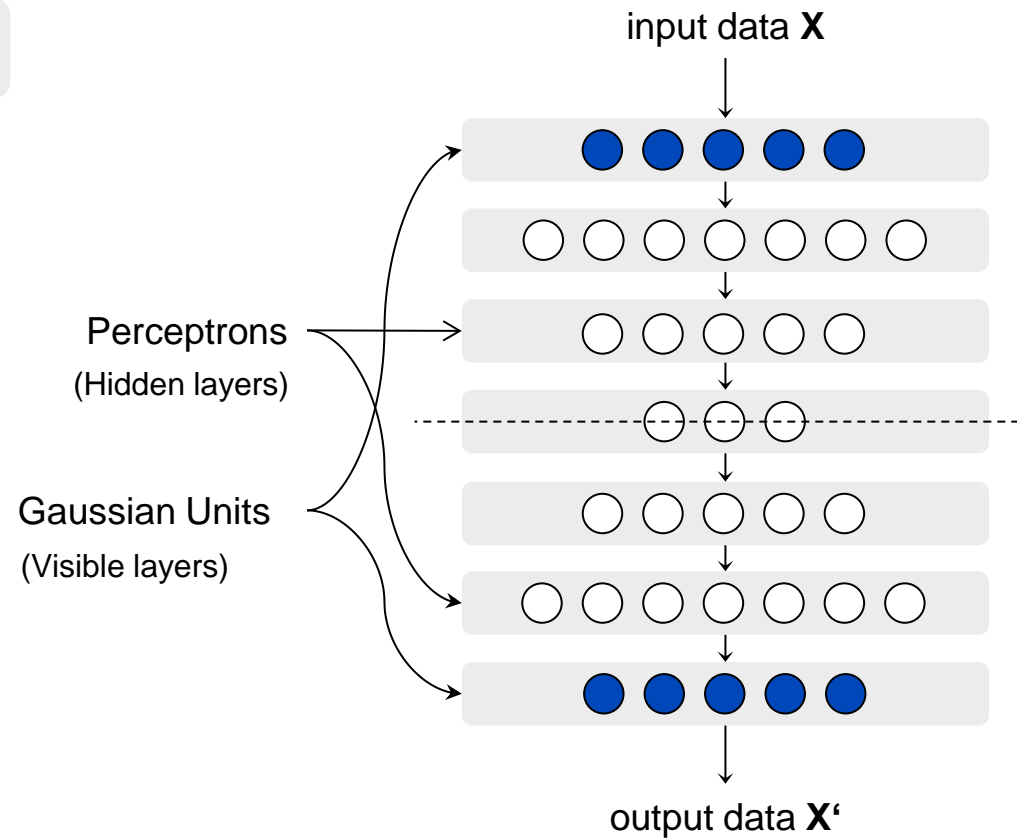 input data X
Perceptrons
(Hidden layers)
Gaussian Units
(Visible layers)
output data X‘